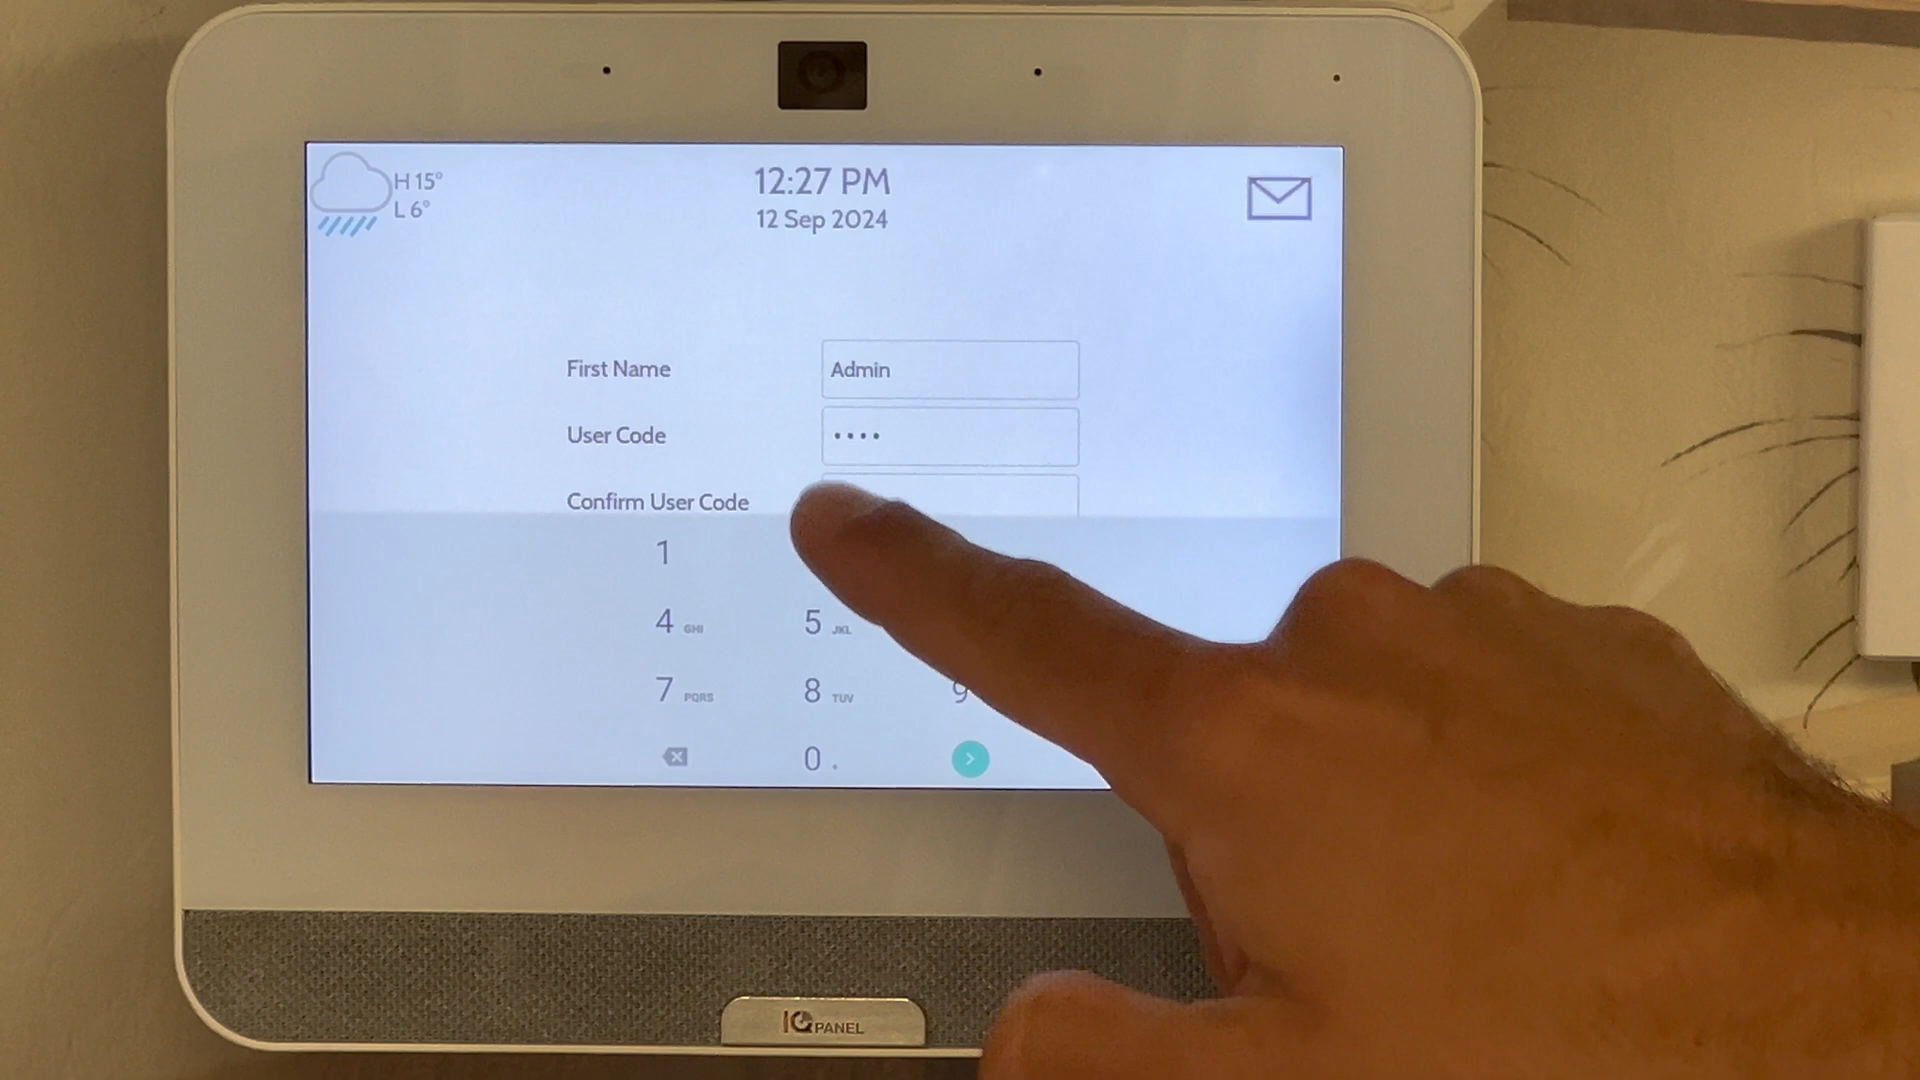 H 15°
L 6°
12:27 PM
12 Sep 2024
First Name
Admin
User Code
••••
Confirm User Code
1
4 GHI
5 JKL
7 PQRS
8 TUV
9
0 .
IQ PANEL